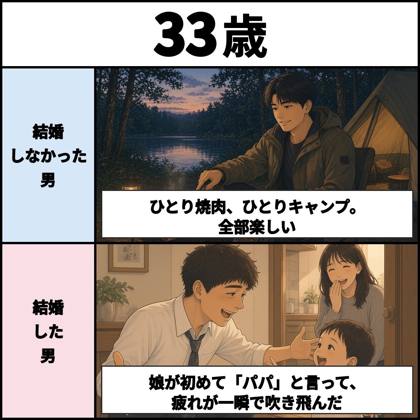 33歳
結婚
しなかった
男
ひとり焼肉、ひとりキャンプ。
全部楽しい
結婚
した
男
娘が初めて「パパ」と言って、
疲れが一瞬で吹き飛んだ